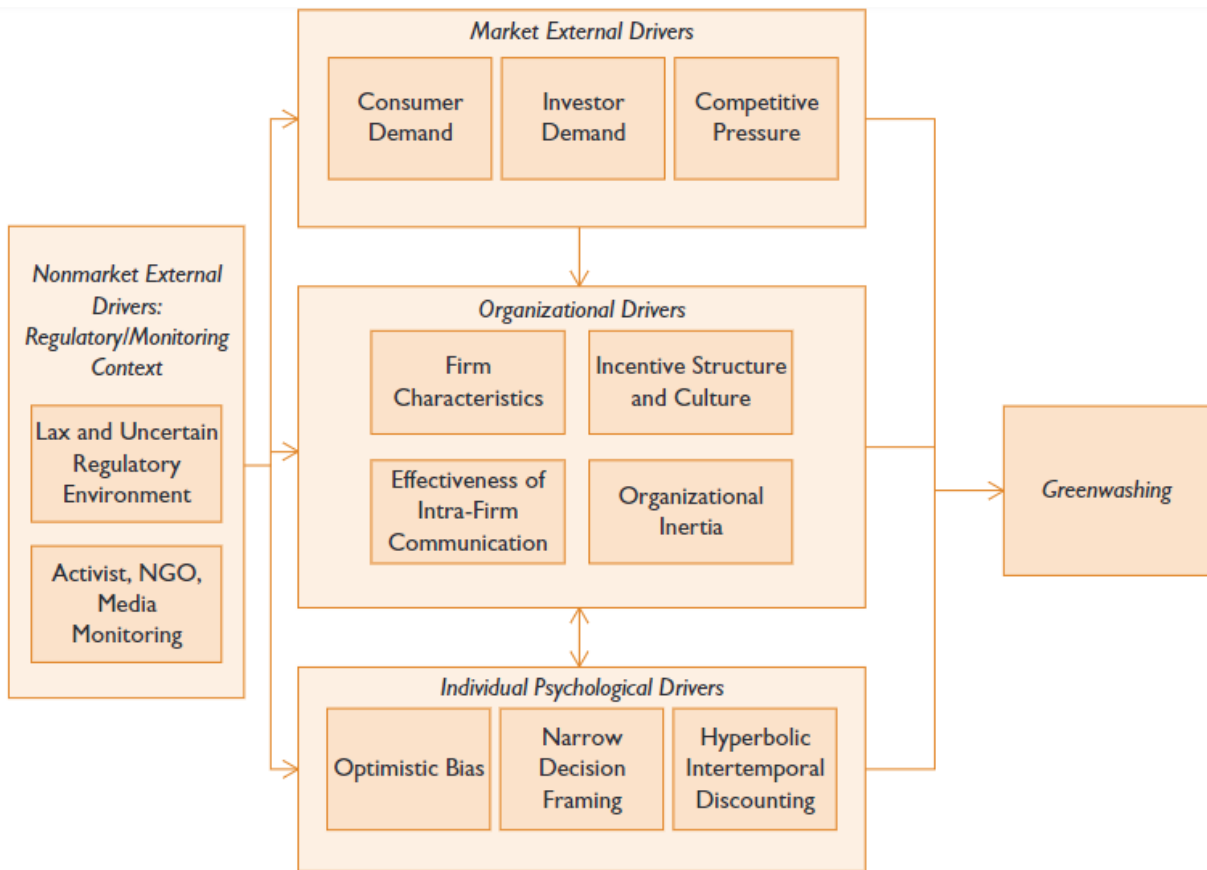 Market External Drivers
Consumer
Demand
Investor
Demand
Competitive
Pressure
Nonmarket External
Drivers:
Regulatory/Monitoring
Context
Lax and Uncertain
Regulatory
Environment
Activist, NGO,
Media
Monitoring
Organizational Drivers
Firm
Characteristics
Incentive Structure
and Culture
Effectiveness of
Intra-Firm
Communication
Organizational
Inertia
Individual Psychological Drivers
Optimistic Bias
Narrow
Decision
Framing
Hyperbolic
Intertemporal
Discounting
Greenwashing